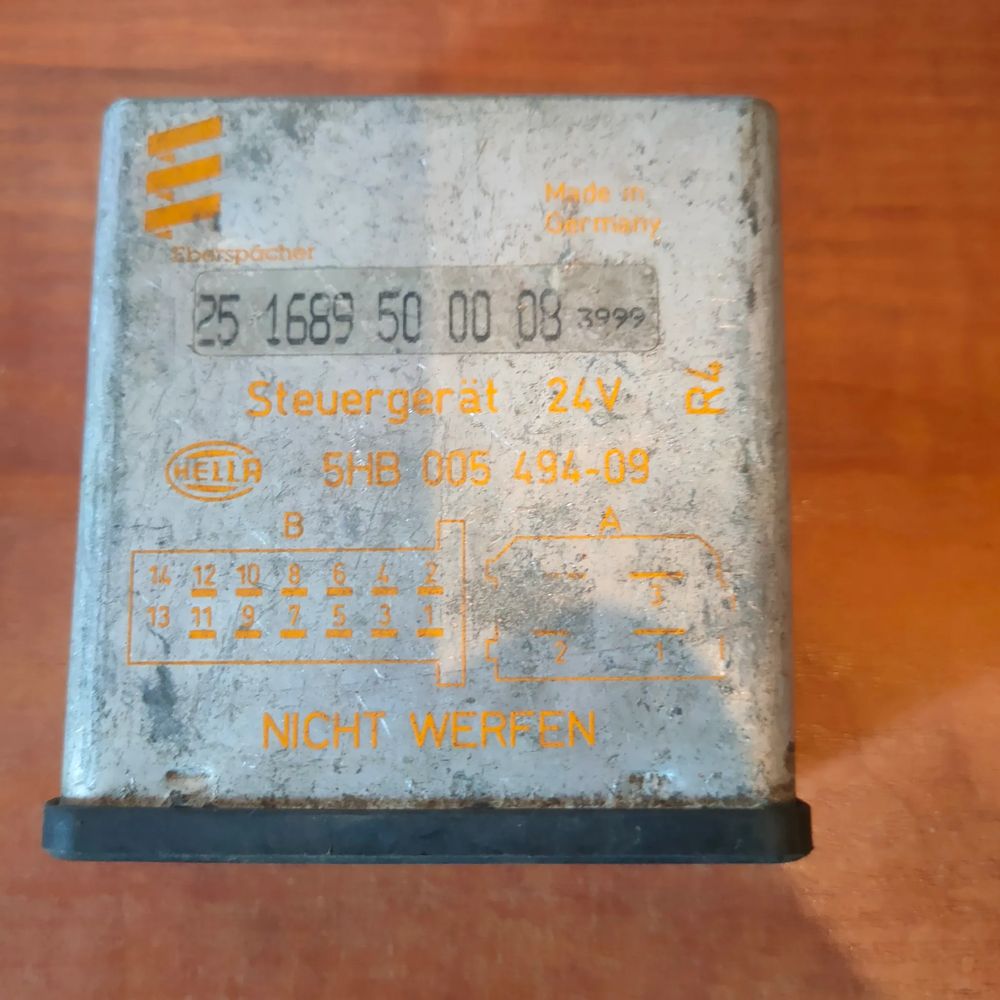 Eberspächer
Made in
Germany
25 1689 50 00 08 3999
Steuergerät 24V
R4
HELLA 5HB 005 494-09
B A
14 12 10 8 6 4 2
3
13 11 9 7 5 3 1
2 1
NICHT WERFEN